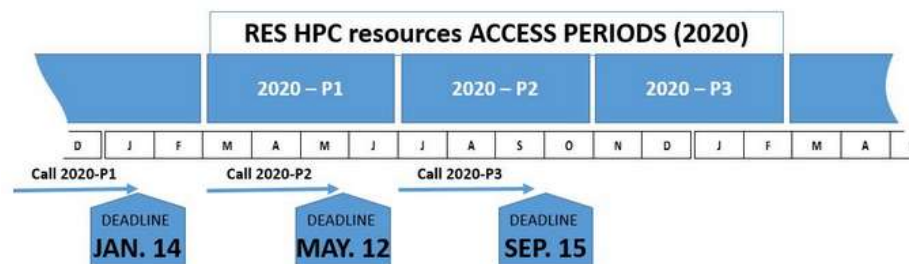 RES HPC resources ACCESS PERIODS (2020)
2020 – P1 2020 – P2 2020 – P3
D J F M A M J J A S O N D J F M A
Call 2020-P1 Call 2020-P2 Call 2020-P3
DEADLINE DEADLINE DEADLINE
JAN. 14 MAY. 12 SEP. 15